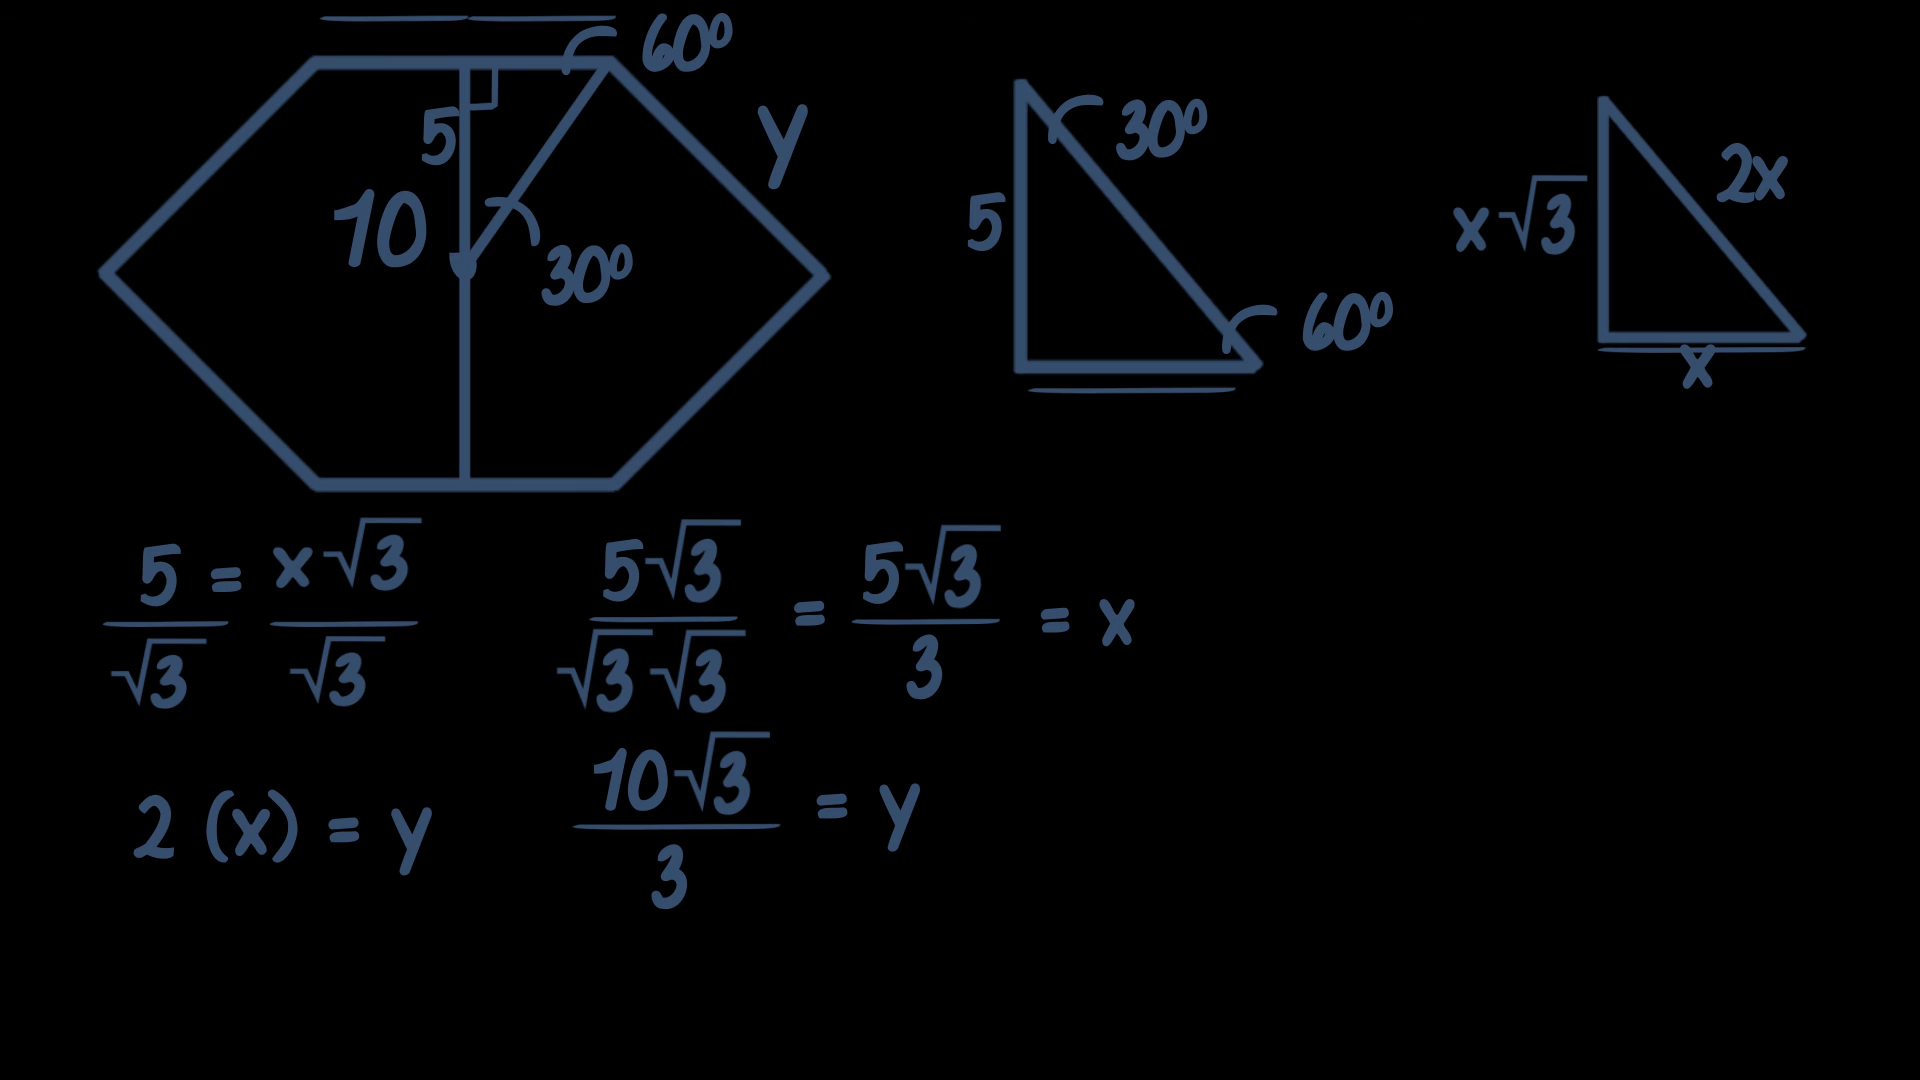 60°
5
y
10
30°
30°
5
60°
2x
x√3
x
5/√3 = x√3/√3
5√3/√3√3 = 5√3/3 = x
2 (x) = y
10√3/3 = y